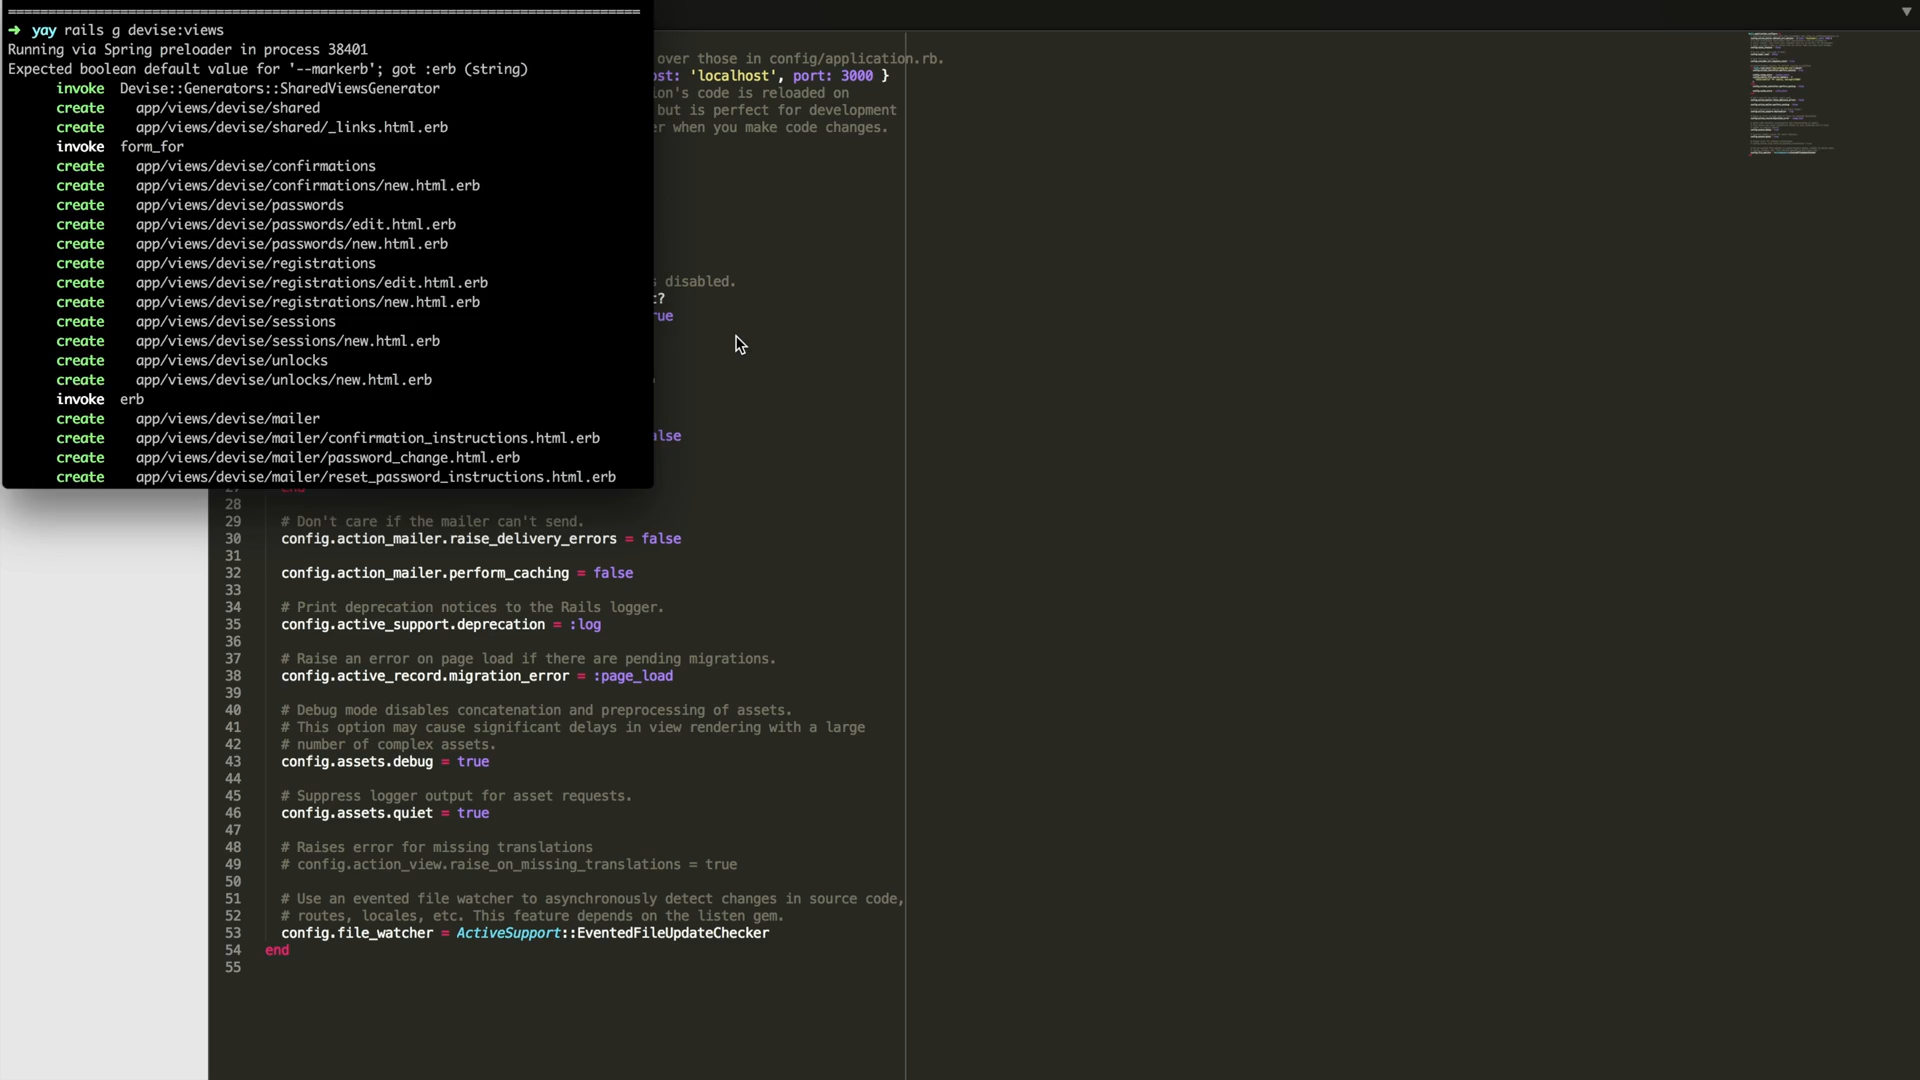 ➜ yay rails g devise:views
Running via Spring preloader in process 38401
Expected boolean default value for '--markerb'; got :erb (string)
invoke Devise::Generators::SharedViewsGenerator
create app/views/devise/shared
create app/views/devise/shared/_links.html.erb
invoke form_for
create app/views/devise/confirmations
create app/views/devise/confirmations/new.html.erb
create app/views/devise/passwords
create app/views/devise/passwords/edit.html.erb
create app/views/devise/passwords/new.html.erb
create app/views/devise/registrations
create app/views/devise/registrations/edit.html.erb
create app/views/devise/registrations/new.html.erb
create app/views/devise/sessions
create app/views/devise/sessions/new.html.erb
create app/views/devise/unlocks
create app/views/devise/unlocks/new.html.erb
invoke erb
create app/views/devise/mailer
create app/views/devise/mailer/confirmation_instructions.html.erb
create app/views/devise/mailer/password_change.html.erb
create app/views/devise/mailer/reset_password_instructions.html.erb
over those in config/application.rb.
ost: 'localhost', port: 3000 }
ion's code is reloaded on
but is perfect for development
er when you make code changes.
s disabled.
t?
rue
alse
27 end
28
29 # Don't care if the mailer can't send.
30 config.action_mailer.raise_delivery_errors = false
31
32 config.action_mailer.perform_caching = false
33
34 # Print deprecation notices to the Rails logger.
35 config.active_support.deprecation = :log
36
37 # Raise an error on page load if there are pending migrations.
38 config.active_record.migration_error = :page_load
39
40 # Debug mode disables concatenation and preprocessing of assets.
41 # This option may cause significant delays in view rendering with a large
42 # number of complex assets.
43 config.assets.debug = true
44
45 # Suppress logger output for asset requests.
46 config.assets.quiet = true
47
48 # Raises error for missing translations
49 # config.action_view.raise_on_missing_translations = true
50
51 # Use an evented file watcher to asynchronously detect changes in source code,
52 # routes, locales, etc. This feature depends on the listen gem.
53 config.file_watcher = ActiveSupport::EventedFileUpdateChecker
54 end
55